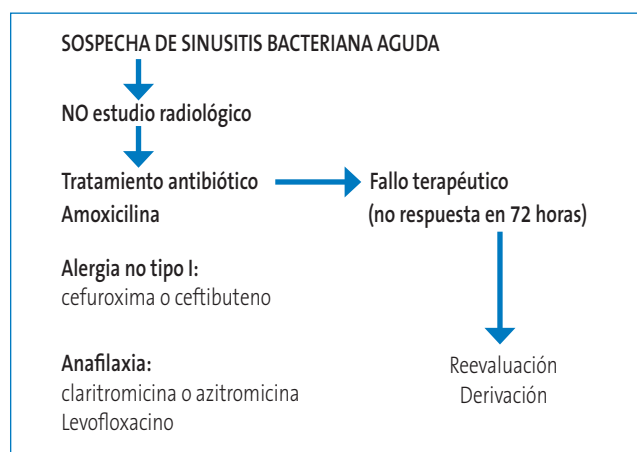 SOSPECHA DE SINUSITIS BACTERIANA AGUDA
NO estudio radiológico
Tratamiento antibiótico
Amoxicilina
Fallo terapéutico
(no respuesta en 72 horas)
Alergia no tipo I:
cefuroxima o ceftibuteno
Anafilaxia:
claritromicina o azitromicina
Levofloxacino
Reevaluación
Derivación